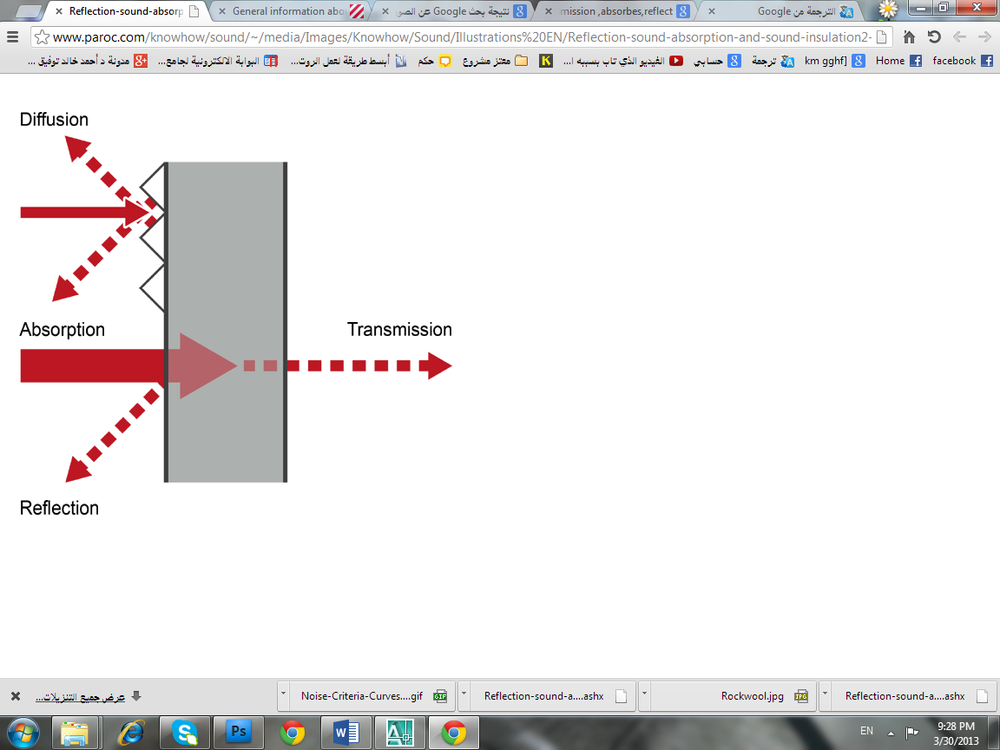 Reflection-sound-absorp
General information abo
نتيجة بحث Google عن الصو
mission ,absorbes,reflect
الترجمة من Google
www.paroc.com/knowhow/sound/~/media/Images/Knowhow/Sound/Illustrations%20EN/Reflection-sound-absorption-and-sound-insulation2-
facebook
Home
km gghf]
ترجمة
حسابي
الفيديو الذي تاب بسببه ا...
K
معتز مشروع
حكم
أبسط طريقة لعمل الروت...
البوابة الالكترونية لجامع...
مدونة د أحمد خالد توفيق ...
Diffusion
Absorption
Transmission
Reflection
عرض جميع التنزيلات...
Noise-Criteria-Curves....gif
Reflection-sound-a....ashx
Rockwool.jpg
Reflection-sound-a....ashx
Ps
EN
9:28 PM
3/30/2013